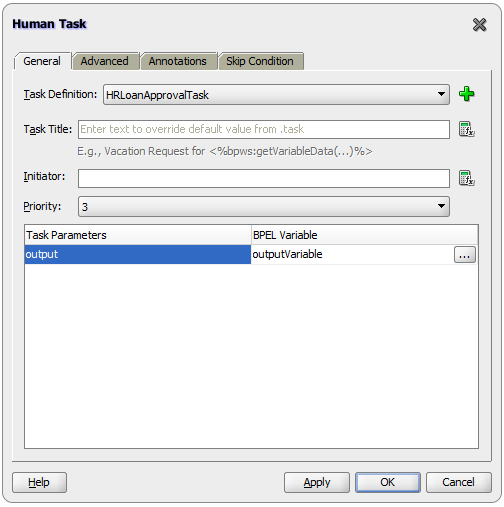 Human Task
General Advanced Annotations Skip Condition
Task Definition: HRLoanApprovalTask
Task Title: Enter text to override default value from .task
E.g., Vacation Request for <%bpws:getVariableData(...)%>
Initiator:
Priority: 3
Task Parameters BPEL Variable
output outputVariable ...
Help Apply OK Cancel